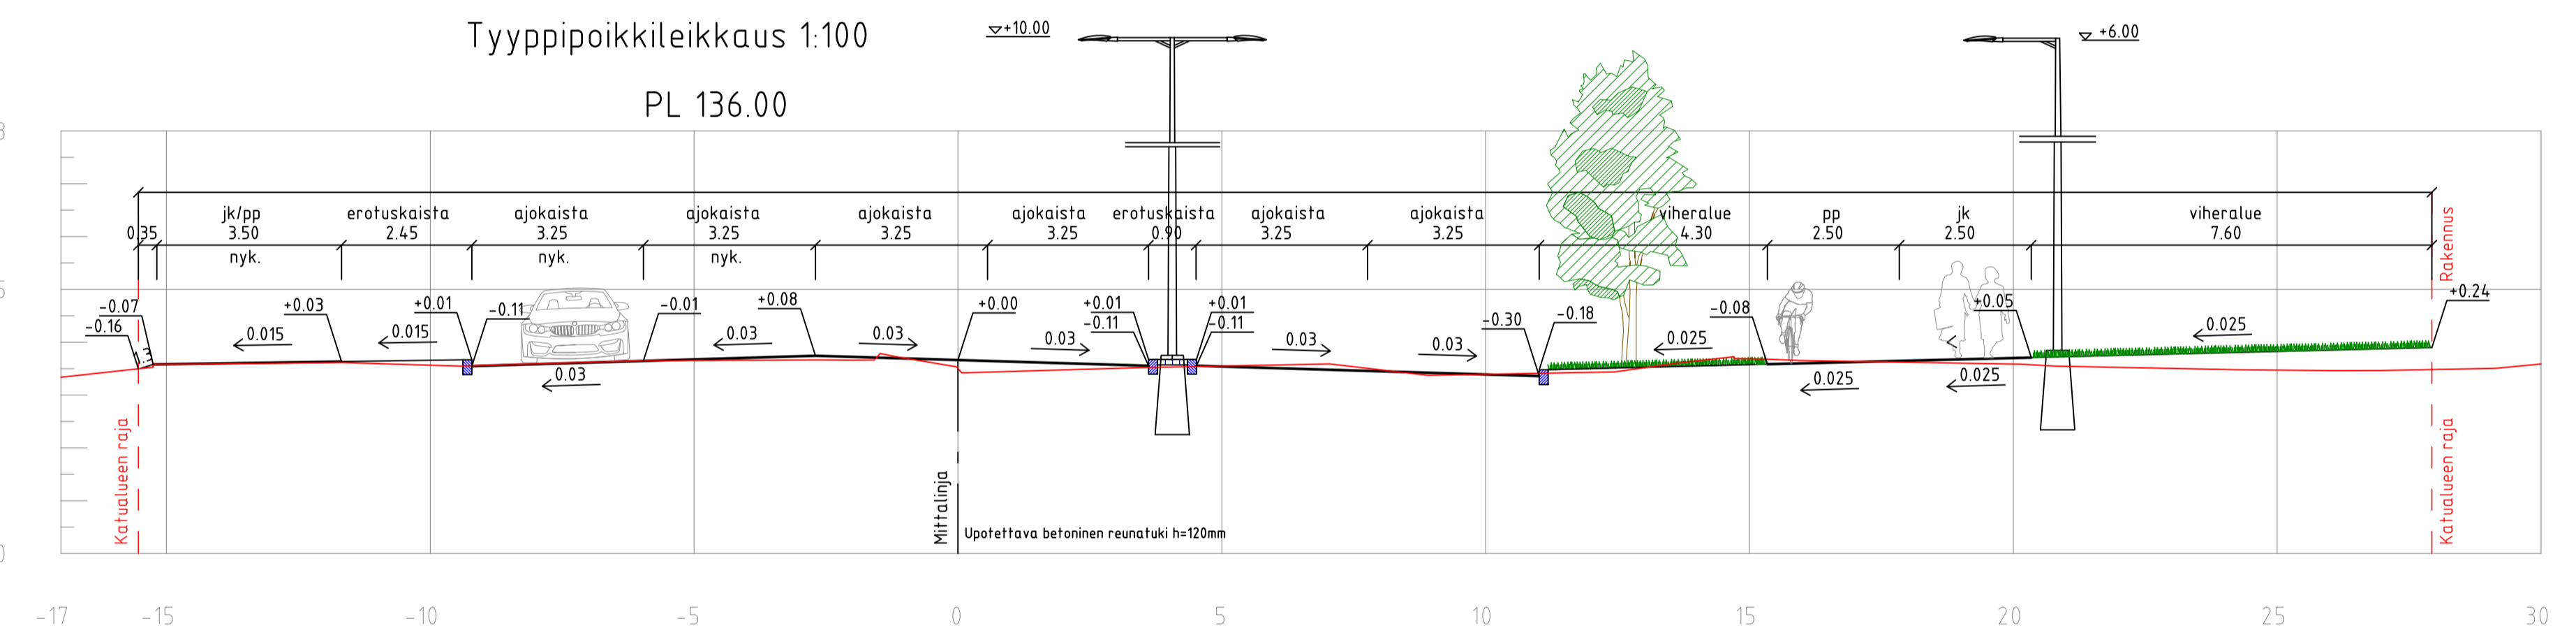 Tyyppipoikkileikkaus 1:100
+10.00
+6.00
PL 136.00
jk/pp erotuskaista ajokaista ajokaista ajokaista ajokaista erotuskaista ajokaista ajokaista viheralue pp jk viheralue
0.35 3.50 2.45 3.25 3.25 3.25 3.25 0.90 3.25 3.25 4.30 2.50 2.50 7.60
nyk. nyk. nyk.
Rakennus
-0.07 +0.03 +0.01 -0.11 -0.01 +0.08 +0.00 +0.01 +0.01 -0.30 -0.18 -0.08 +0.05 +0.24
-0.16 -0.11 -0.11
0.015 0.015 0.03 0.03 0.03 0.03 0.03 0.025 0.025
1:3
0.03 0.025 0.025
Katualueen raja
Mittalinja
Katualueen raja
Upotettava betoninen reunatuki h=120mm
-17 -15 -10 -5 0 5 10 15 20 25 30